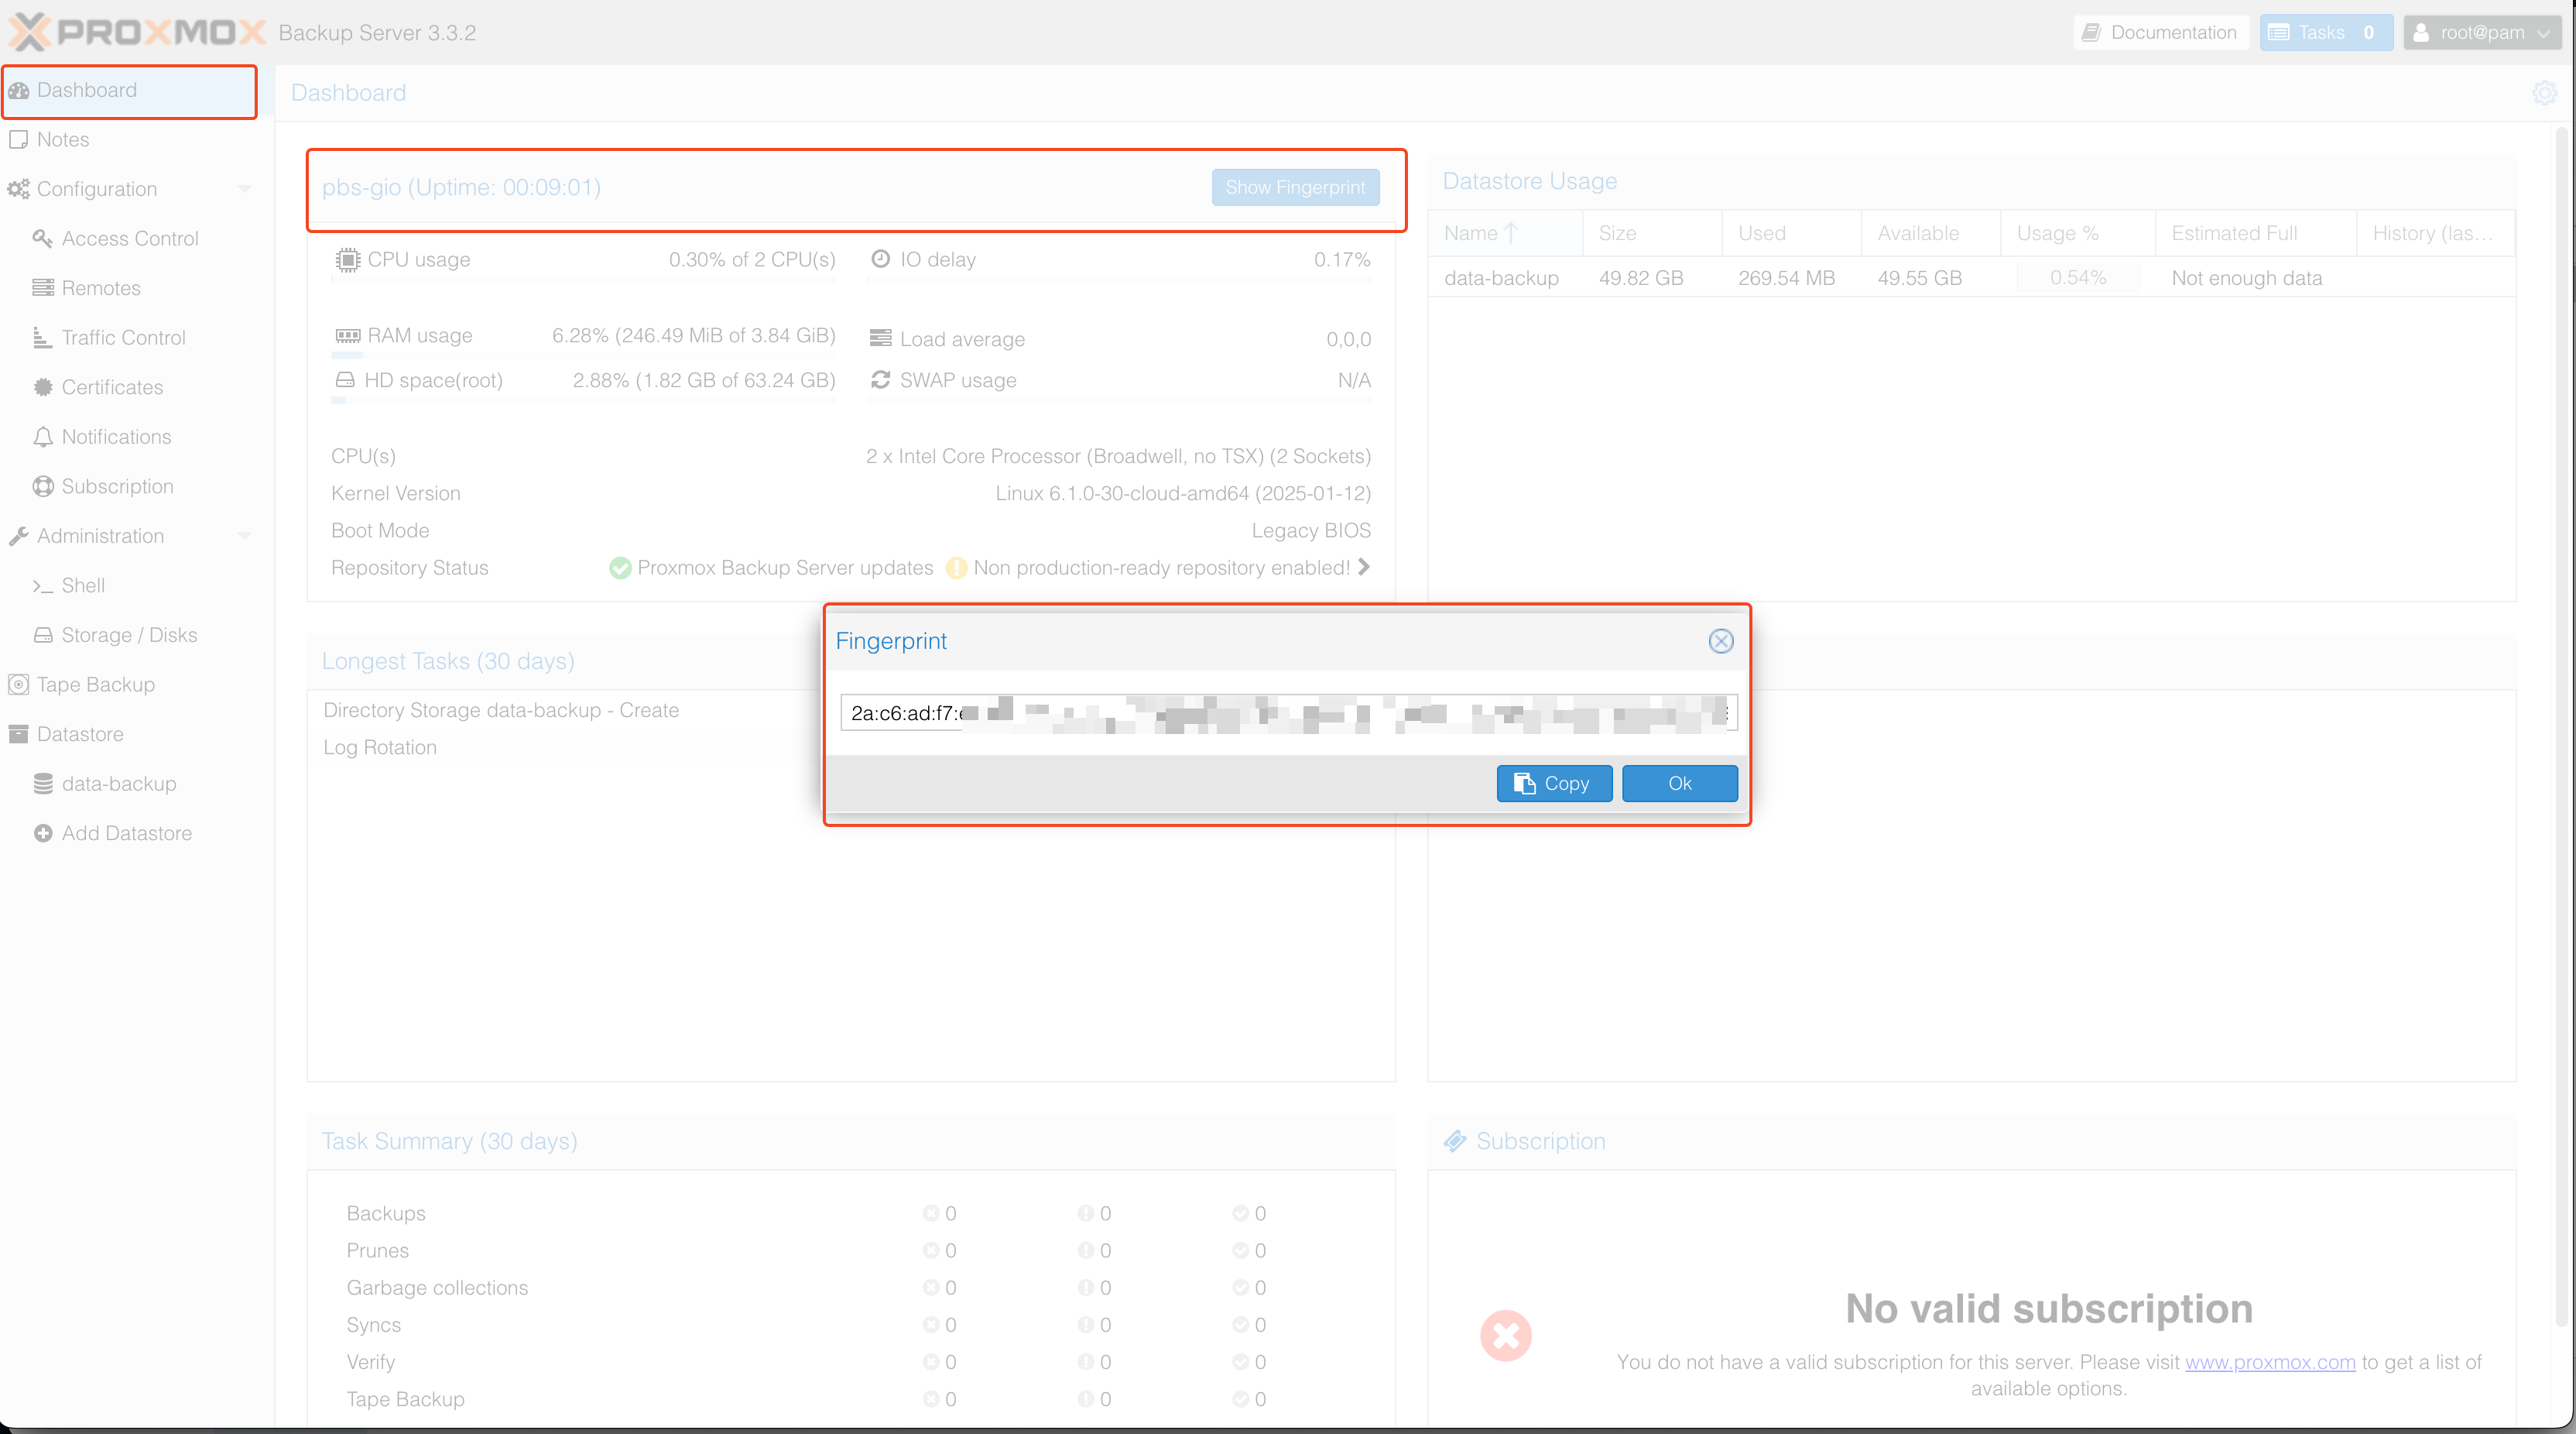 PROXMOX Backup Server 3.3.2
Documentation
Tasks 0
root@pam
Dashboard
Notes
Configuration
Access Control
Remotes
Traffic Control
Certificates
Notifications
Subscription
Administration
Shell
Storage / Disks
Tape Backup
Datastore
data-backup
Add Datastore
Dashboard
pbs-gio (Uptime: 00:09:01)
Show Fingerprint
CPU usage 0.30% of 2 CPU(s)
IO delay 0.17%
RAM usage 6.28% (246.49 MiB of 3.84 GiB)
Load average 0,0,0
HD space(root) 2.88% (1.82 GB of 63.24 GB)
SWAP usage N/A
CPU(s) 2 x Intel Core Processor (Broadwell, no TSX) (2 Sockets)
Kernel Version Linux 6.1.0-30-cloud-amd64 (2025-01-12)
Boot Mode Legacy BIOS
Repository Status Proxmox Backup Server updates Non production-ready repository enabled!
Datastore Usage
Name Size Used Available Usage % Estimated Full History (las...
data-backup 49.82 GB 269.54 MB 49.55 GB 0.54% Not enough data
Longest Tasks (30 days)
Directory Storage data-backup - Create
Log Rotation
Fingerprint
2a:c6:ad:f7:
Copy
Ok
Task Summary (30 days)
Backups 0 0 0
Prunes 0 0 0
Garbage collections 0 0 0
Syncs 0 0 0
Verify 0 0 0
Tape Backup 0 0 0
Subscription
No valid subscription
You do not have a valid subscription for this server. Please visit www.proxmox.com to get a list of
available options.